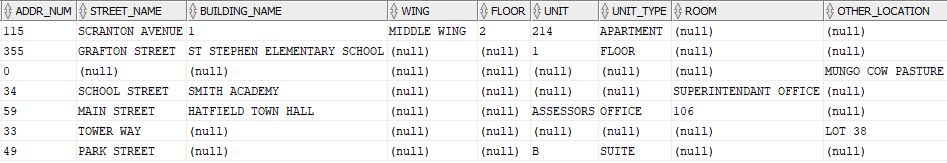 ADDR_NUM STREET_NAME BUILDING_NAME WING FLOOR UNIT UNIT_TYPE ROOM OTHER_LOCATION
115 SCRANTON AVENUE 1 MIDDLE WING 2 214 APARTMENT (null) (null)
355 GRAFTON STREET ST STEPHEN ELEMENTARY SCHOOL (null) (null) 1 FLOOR (null) (null)
0 (null) (null) (null) (null) (null) (null) (null) MUNGO COW PASTURE
34 SCHOOL STREET SMITH ACADEMY (null) (null) (null) (null) SUPERINTENDANT OFFICE (null)
59 MAIN STREET HATFIELD TOWN HALL (null) (null) ASSESSORS OFFICE 106 (null)
33 TOWER WAY (null) (null) (null) (null) (null) (null) LOT 38
49 PARK STREET (null) (null) (null) B SUITE (null) (null)